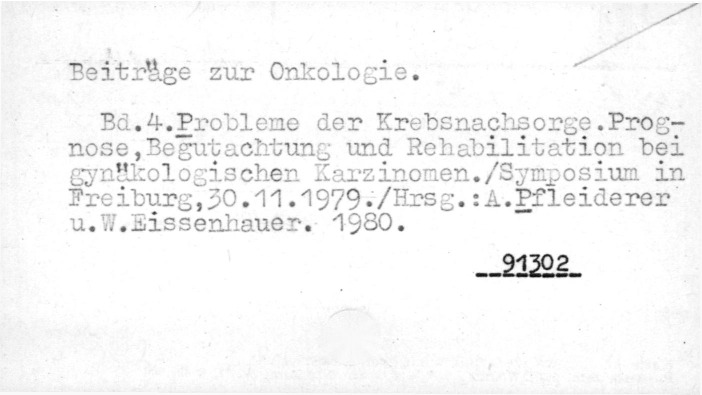 Beiträge zur Onkologie.
Bd.4.Probleme der Krebsnachsorge.Prog-
nose,Begutachtung und Rehabilitation bei
gynäkologischen Karzinomen./Symposium in
Freiburg,30.11.1979./Hrsg.:A.Pfleiderer
u.W.Eissenhauer. 1980.
91302